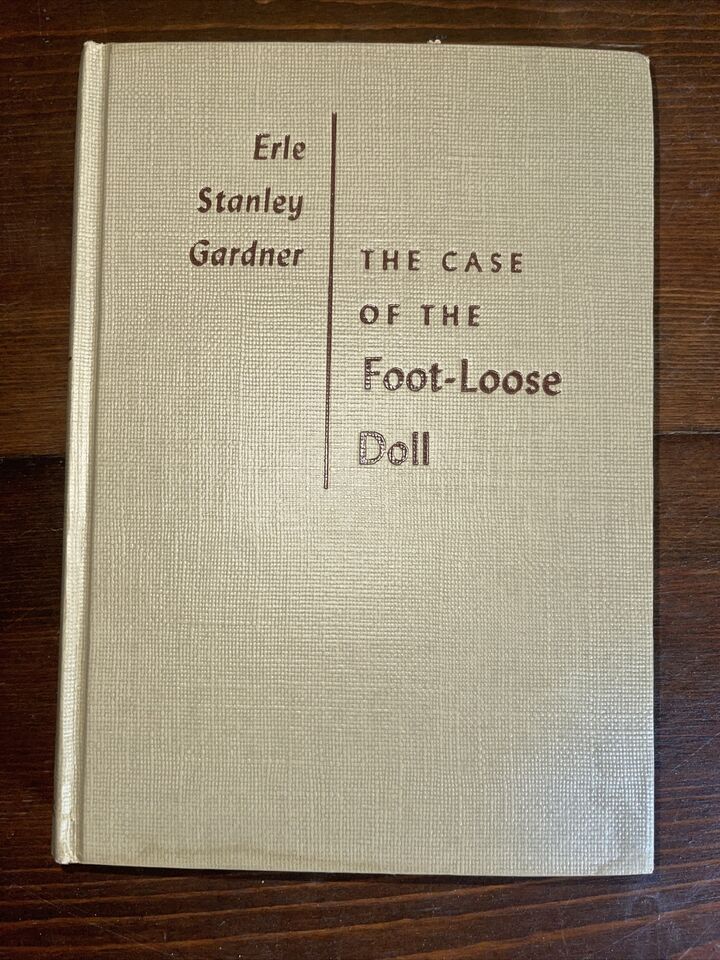 Erle
Stanley
Gardner
THE CASE
OF THE
Foot-Loose
Doll